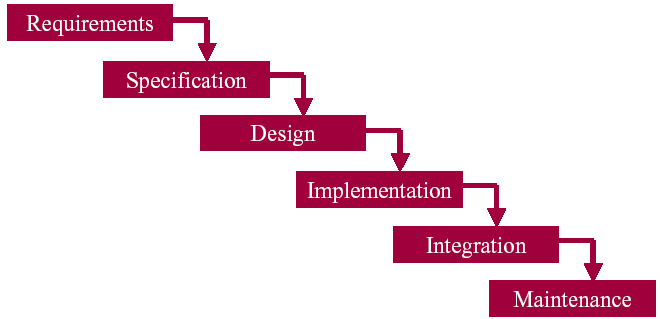 Requirements
Specification
Design
Implementation
Integration
Maintenance